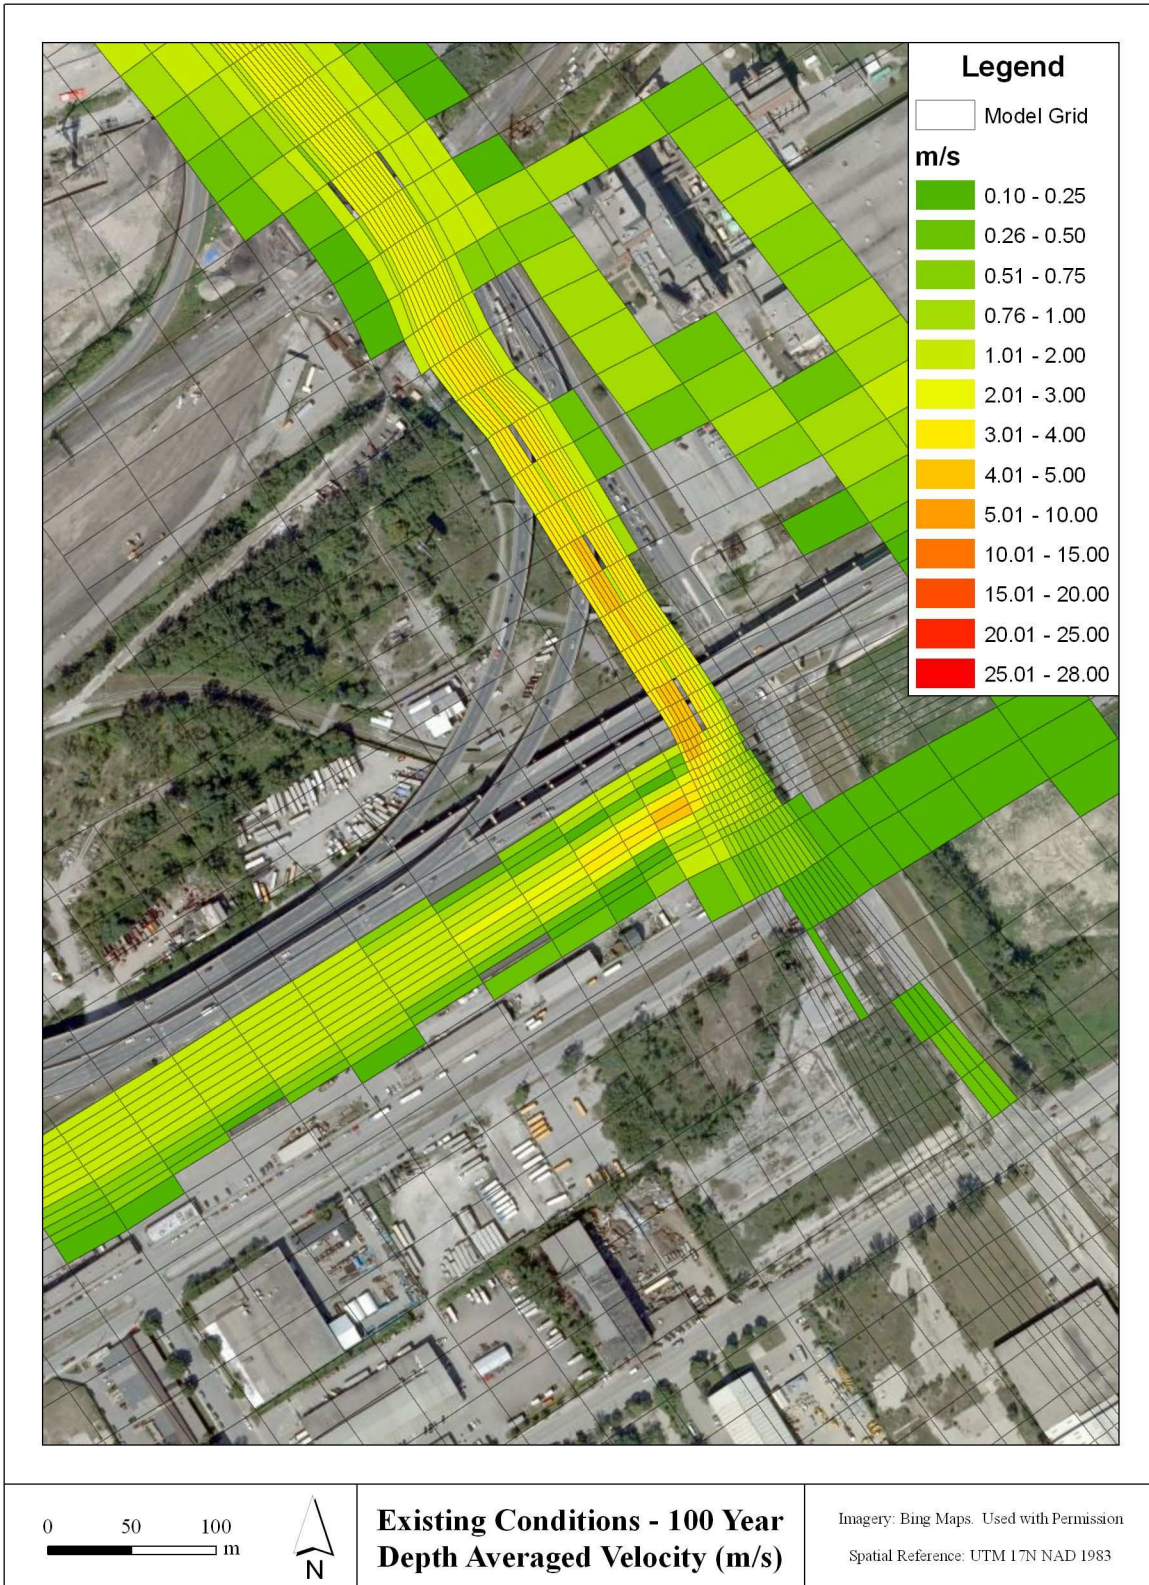 Legend
Model Grid
m/s
0.10 - 0.25
0.26 - 0.50
0.51 - 0.75
0.76 - 1.00
1.01 - 2.00
2.01 - 3.00
3.01 - 4.00
4.01 - 5.00
5.01 - 10.00
10.01 - 15.00
15.01 - 20.00
20.01 - 25.00
25.01 - 28.00
0 50 100
m
N
Existing Conditions - 100 Year
Depth Averaged Velocity (m/s)
Imagery: Bing Maps. Used with Permission
Spatial Reference: UTM 17N NAD 1983